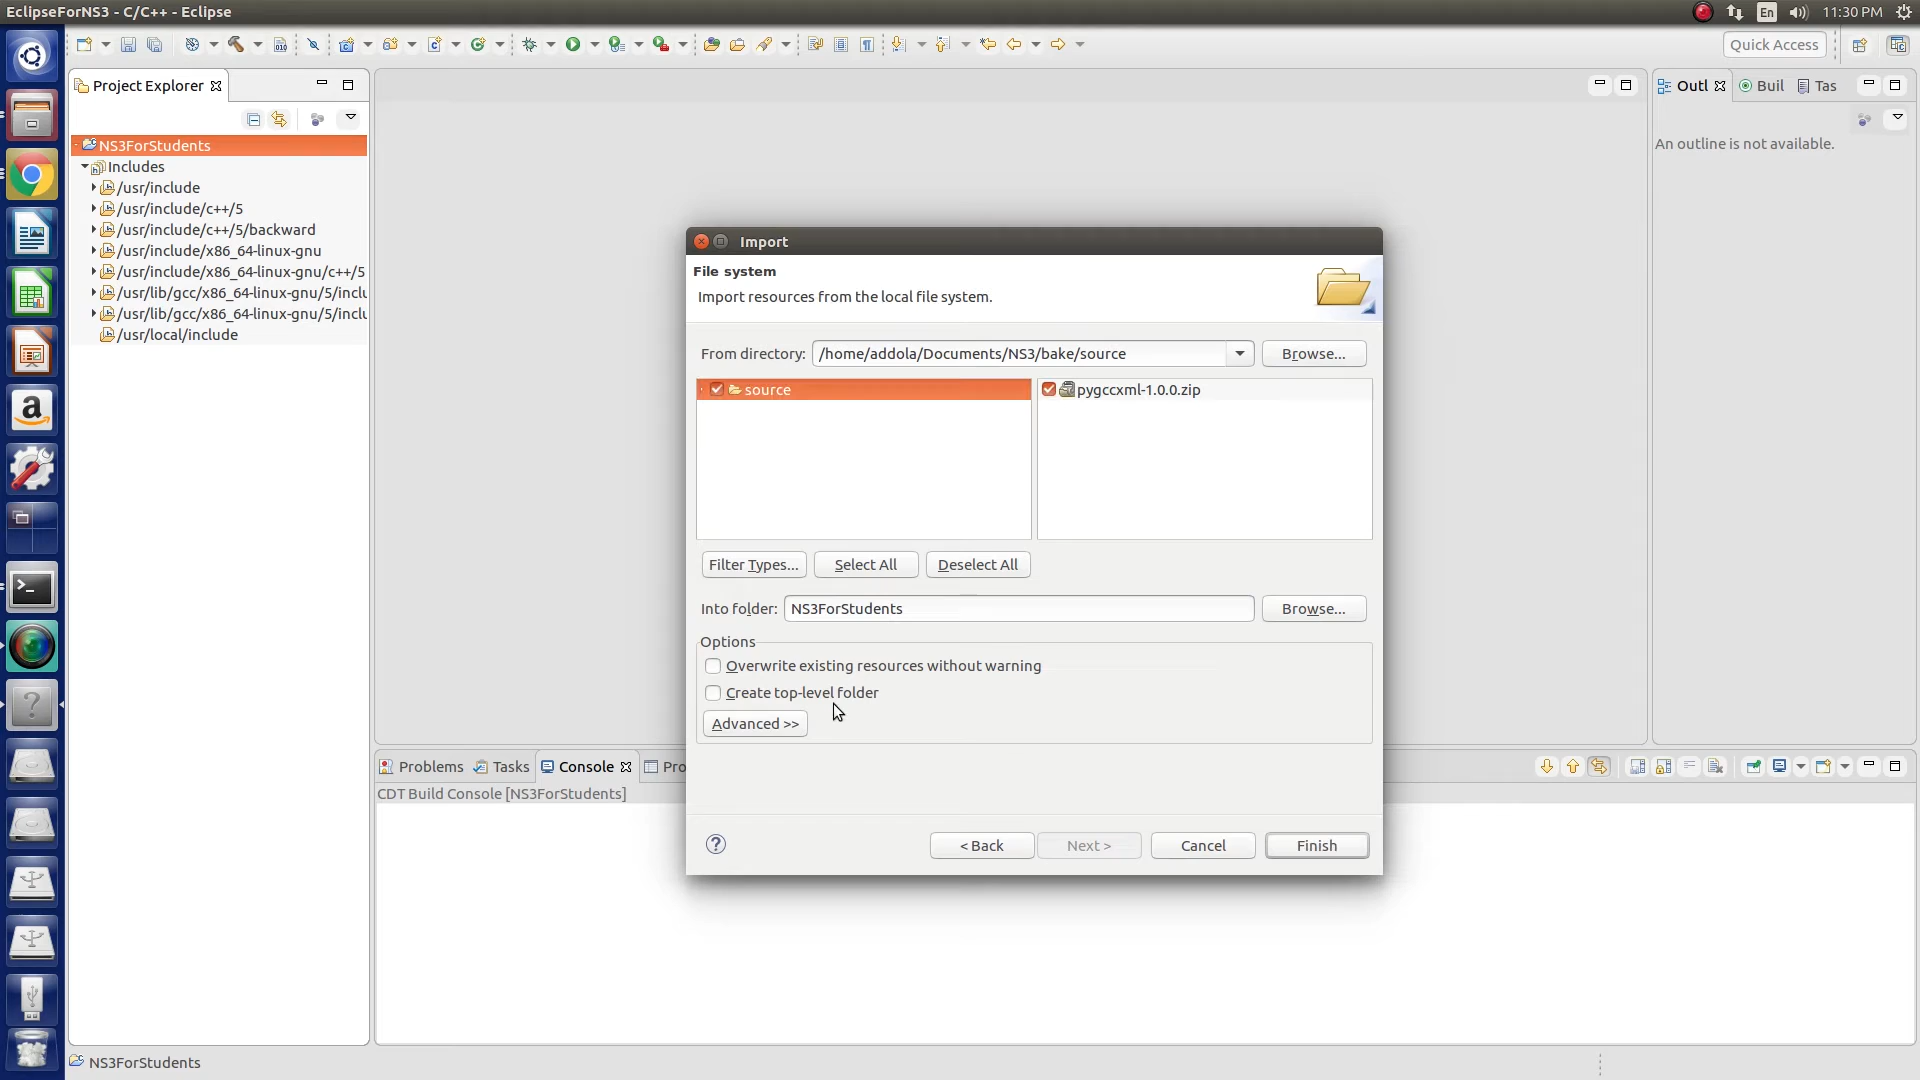 EclipseForNS3 - C/C++ - Eclipse
En
11:30 PM
Quick Access
Project Explorer
Outl
Buil
Tas
NS3ForStudents
Includes
/usr/include
/usr/include/c++/5
/usr/include/c++/5/backward
/usr/include/x86_64-linux-gnu
/usr/include/x86_64-linux-gnu/c++/5
/usr/lib/gcc/x86_64-linux-gnu/5/inclu
/usr/lib/gcc/x86_64-linux-gnu/5/inclu
/usr/local/include
An outline is not available.
Import
File system
Import resources from the local file system.
From directory: /home/addola/Documents/NS3/bake/source
Browse...
source
pygccxml-1.0.0.zip
Filter Types...
Select All
Deselect All
Into folder: NS3ForStudents
Browse...
Options
Overwrite existing resources without warning
Create top-level folder
Advanced >>
< Back
Next >
Cancel
Finish
Problems
Tasks
Console
Pro
CDT Build Console [NS3ForStudents]
NS3ForStudents